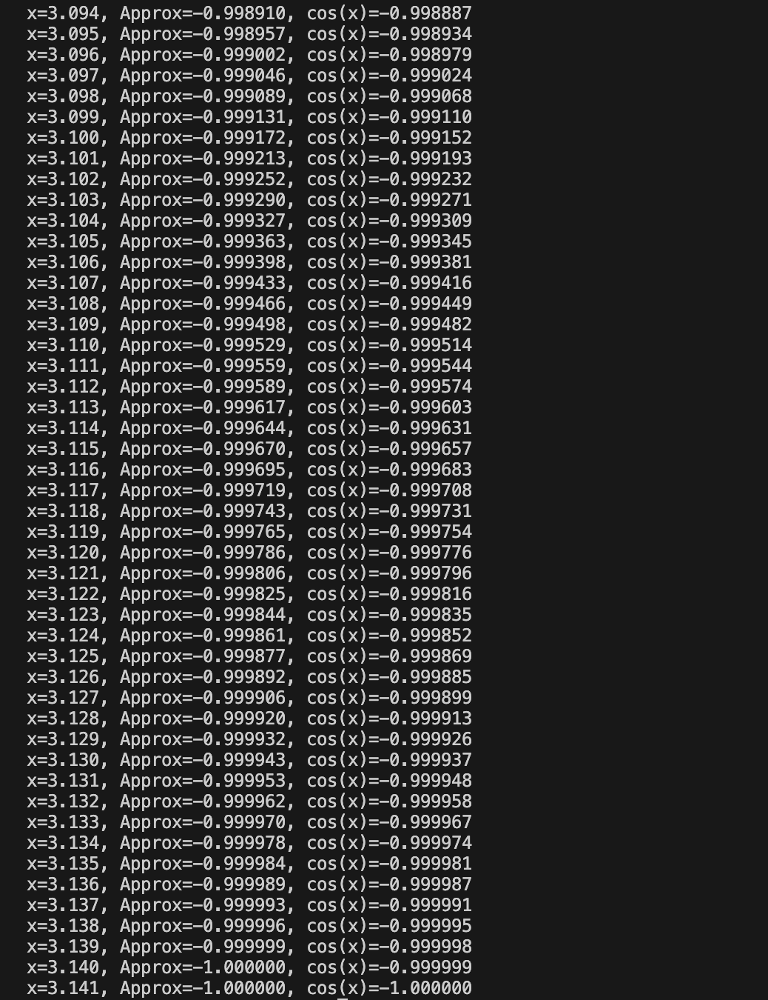 x=3.094, Approx=-0.998910, cos(x)=-0.998887
x=3.095, Approx=-0.998957, cos(x)=-0.998934
x=3.096, Approx=-0.999002, cos(x)=-0.998979
x=3.097, Approx=-0.999046, cos(x)=-0.999024
x=3.098, Approx=-0.999089, cos(x)=-0.999068
x=3.099, Approx=-0.999131, cos(x)=-0.999110
x=3.100, Approx=-0.999172, cos(x)=-0.999152
x=3.101, Approx=-0.999213, cos(x)=-0.999193
x=3.102, Approx=-0.999252, cos(x)=-0.999232
x=3.103, Approx=-0.999290, cos(x)=-0.999271
x=3.104, Approx=-0.999327, cos(x)=-0.999309
x=3.105, Approx=-0.999363, cos(x)=-0.999345
x=3.106, Approx=-0.999398, cos(x)=-0.999381
x=3.107, Approx=-0.999433, cos(x)=-0.999416
x=3.108, Approx=-0.999466, cos(x)=-0.999449
x=3.109, Approx=-0.999498, cos(x)=-0.999482
x=3.110, Approx=-0.999529, cos(x)=-0.999514
x=3.111, Approx=-0.999559, cos(x)=-0.999544
x=3.112, Approx=-0.999589, cos(x)=-0.999574
x=3.113, Approx=-0.999617, cos(x)=-0.999603
x=3.114, Approx=-0.999644, cos(x)=-0.999631
x=3.115, Approx=-0.999670, cos(x)=-0.999657
x=3.116, Approx=-0.999695, cos(x)=-0.999683
x=3.117, Approx=-0.999719, cos(x)=-0.999708
x=3.118, Approx=-0.999743, cos(x)=-0.999731
x=3.119, Approx=-0.999765, cos(x)=-0.999754
x=3.120, Approx=-0.999786, cos(x)=-0.999776
x=3.121, Approx=-0.999806, cos(x)=-0.999796
x=3.122, Approx=-0.999825, cos(x)=-0.999816
x=3.123, Approx=-0.999844, cos(x)=-0.999835
x=3.124, Approx=-0.999861, cos(x)=-0.999852
x=3.125, Approx=-0.999877, cos(x)=-0.999869
x=3.126, Approx=-0.999892, cos(x)=-0.999885
x=3.127, Approx=-0.999906, cos(x)=-0.999899
x=3.128, Approx=-0.999920, cos(x)=-0.999913
x=3.129, Approx=-0.999932, cos(x)=-0.999926
x=3.130, Approx=-0.999943, cos(x)=-0.999937
x=3.131, Approx=-0.999953, cos(x)=-0.999948
x=3.132, Approx=-0.999962, cos(x)=-0.999958
x=3.133, Approx=-0.999970, cos(x)=-0.999967
x=3.134, Approx=-0.999978, cos(x)=-0.999974
x=3.135, Approx=-0.999984, cos(x)=-0.999981
x=3.136, Approx=-0.999989, cos(x)=-0.999987
x=3.137, Approx=-0.999993, cos(x)=-0.999991
x=3.138, Approx=-0.999996, cos(x)=-0.999995
x=3.139, Approx=-0.999999, cos(x)=-0.999998
x=3.140, Approx=-1.000000, cos(x)=-0.999999
x=3.141, Approx=-1.000000, cos(x)=-1.000000